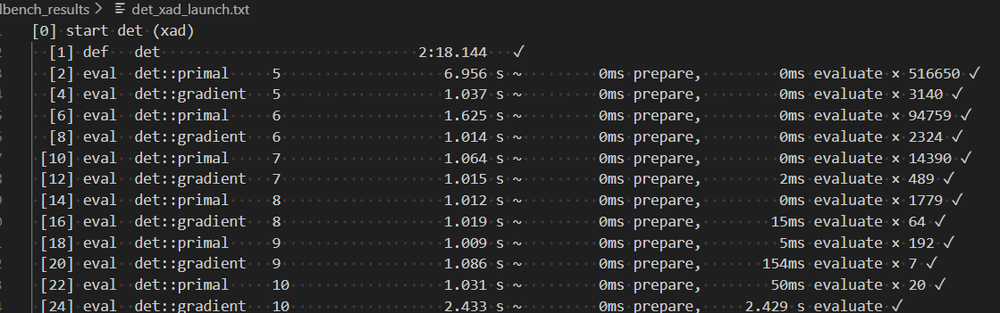 lbench_results > det_xad_launch.txt
[0] start det (xad)
[1] def det 2:18.144 ✓
[2] eval det::primal 5 6.956 s ~ 0ms prepare, 0ms evaluate × 516650 ✓
[4] eval det::gradient 5 1.037 s ~ 0ms prepare, 0ms evaluate × 3140 ✓
[6] eval det::primal 6 1.625 s ~ 0ms prepare, 0ms evaluate × 94759 ✓
[8] eval det::gradient 6 1.014 s ~ 0ms prepare, 0ms evaluate × 2324 ✓
[10] eval det::primal 7 1.064 s ~ 0ms prepare, 0ms evaluate × 14390 ✓
[12] eval det::gradient 7 1.015 s ~ 0ms prepare, 2ms evaluate × 489 ✓
[14] eval det::primal 8 1.012 s ~ 0ms prepare, 0ms evaluate × 1779 ✓
[16] eval det::gradient 8 1.019 s ~ 0ms prepare, 15ms evaluate × 64 ✓
[18] eval det::primal 9 1.009 s ~ 0ms prepare, 5ms evaluate × 192 ✓
[20] eval det::gradient 9 1.086 s ~ 0ms prepare, 154ms evaluate × 7 ✓
[22] eval det::primal 10 1.031 s ~ 0ms prepare, 50ms evaluate × 20 ✓
[24] eval det::gradient 10 2.433 s ~ 0ms prepare, 2.429 s evaluate ✓